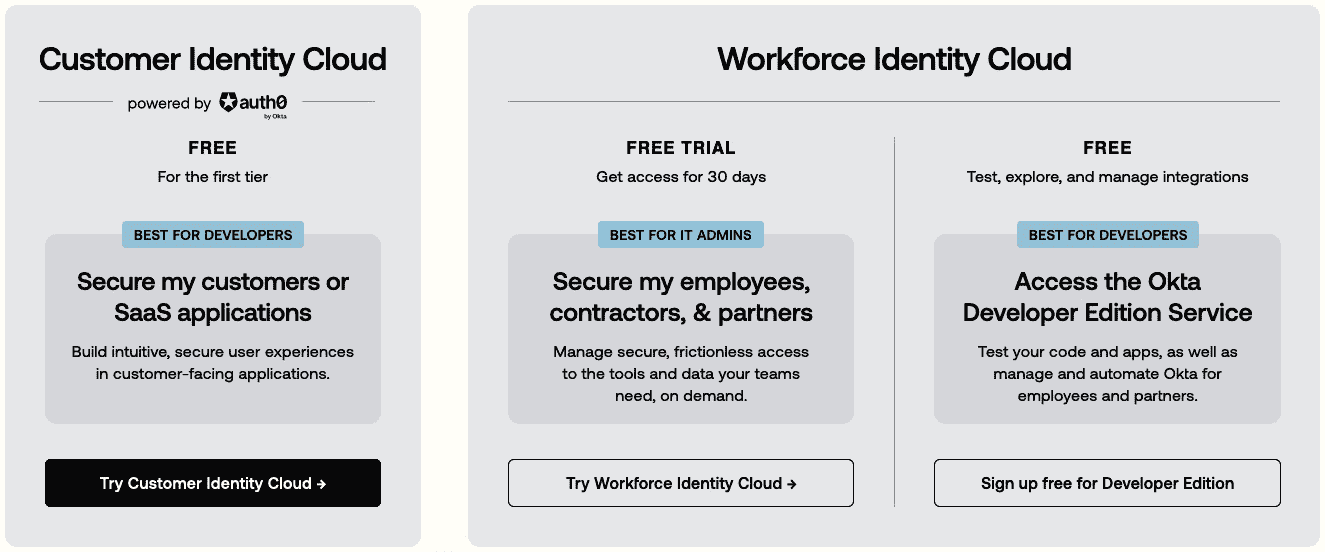 Customer Identity Cloud
powered by auth0
by Okta
FREE
For the first tier
BEST FOR DEVELOPERS
Secure my customers or
SaaS applications
Build intuitive, secure user experiences
in customer-facing applications.
Try Customer Identity Cloud →
Workforce Identity Cloud
FREE TRIAL
Get access for 30 days
BEST FOR IT ADMINS
Secure my employees,
contractors, & partners
Manage secure, frictionless access
to the tools and data your teams
need, on demand.
Try Workforce Identity Cloud →
FREE
Test, explore, and manage integrations
BEST FOR DEVELOPERS
Access the Okta
Developer Edition Service
Test your code and apps, as well as
manage and automate Okta for
employees and partners.
Sign up free for Developer Edition